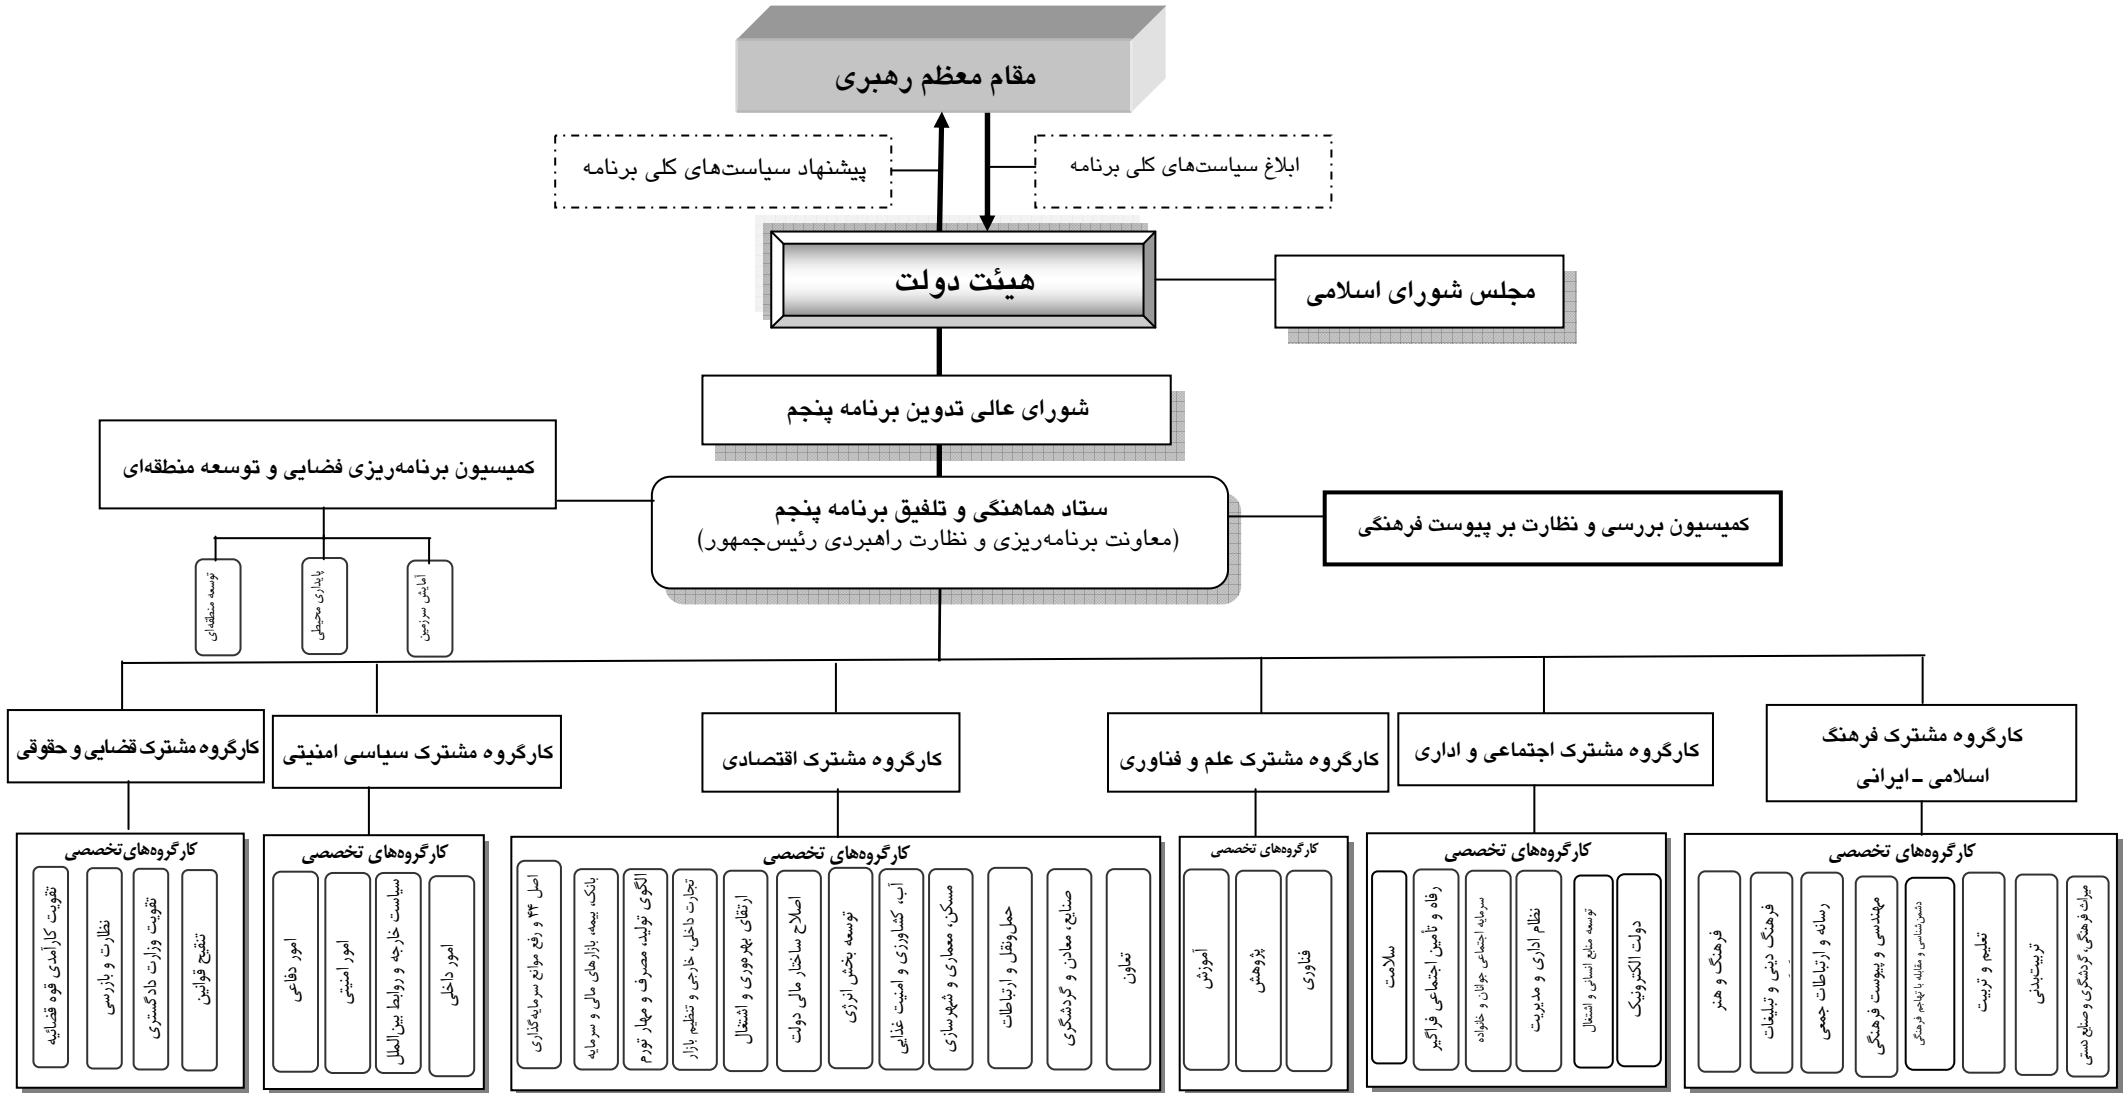 مقام معظم رهبری
ابلاغ سیاست‌های کلی برنامه
پیشنهاد سیاست‌های کلی برنامه
هیئت دولت
مجلس شورای اسلامی
شورای عالی تدوین برنامه پنجم
ستاد هماهنگی و تلفیق برنامه پنجم
(معاونت برنامه‌ریزی و نظارت راهبردی رئیس‌جمهور)
کمیسیون بررسی و نظارت بر پیوست فرهنگی
کمیسیون برنامه‌ریزی فضایی و توسعه منطقه‌ای
آمایش سرزمین
پایداری محیطی
توسعه منطقه‌ای
کارگروه مشترک فرهنگ
اسلامی ـ ایرانی
کارگروه‌های تخصصی
میراث فرهنگی، گردشگری و صنایع دستی
تربیت‌بدنی
تعلیم و تربیت
دشمن‌شناسی و مقابله با تهاجم فرهنگی
مهندسی و پیوست فرهنگی
رسانه و ارتباطات جمعی
فرهنگ دینی و تبلیغات
فرهنگ و هنر
کارگروه مشترک اجتماعی و اداری
کارگروه‌های تخصصی
دولت الکترونیک
توسعه منابع انسانی و اشتغال
نظام اداری و مدیریت
سرمایه اجتماعی جوانان و خانواده
رفاه و تأمین اجتماعی فراگیر
سلامت
کارگروه مشترک علم و فناوری
کارگروه‌های تخصصی
فناوری
پژوهش
آموزش
کارگروه مشترک اقتصادی
کارگروه‌های تخصصی
تعاون
صنایع، معادن و گردشگری
حمل‌ونقل و ارتباطات
مسکن، معماری و شهرسازی
آب، کشاورزی و امنیت غذایی
توسعه بخش انرژی
اصلاح ساختار مالی دولت
ارتقای بهره‌وری و اشتغال
تجارت داخلی، خارجی و تنظیم بازار
الگوی تولید، مصرف و مهار تورم
بانک، بیمه، بازارهای مالی و سرمایه
اصل ۴۴ و رفع موانع سرمایه‌گذاری
کارگروه مشترک سیاسی امنیتی
کارگروه‌های تخصصی
امور داخلی
سیاست خارجه و روابط بین‌الملل
امور امنیتی
امور دفاعی
کارگروه مشترک قضایی و حقوقی
کارگروه‌های تخصصی
تنقیح قوانین
تقویت وزارت دادگستری
نظارت و بازرسی
تقویت کارآمدی قوه قضائیه